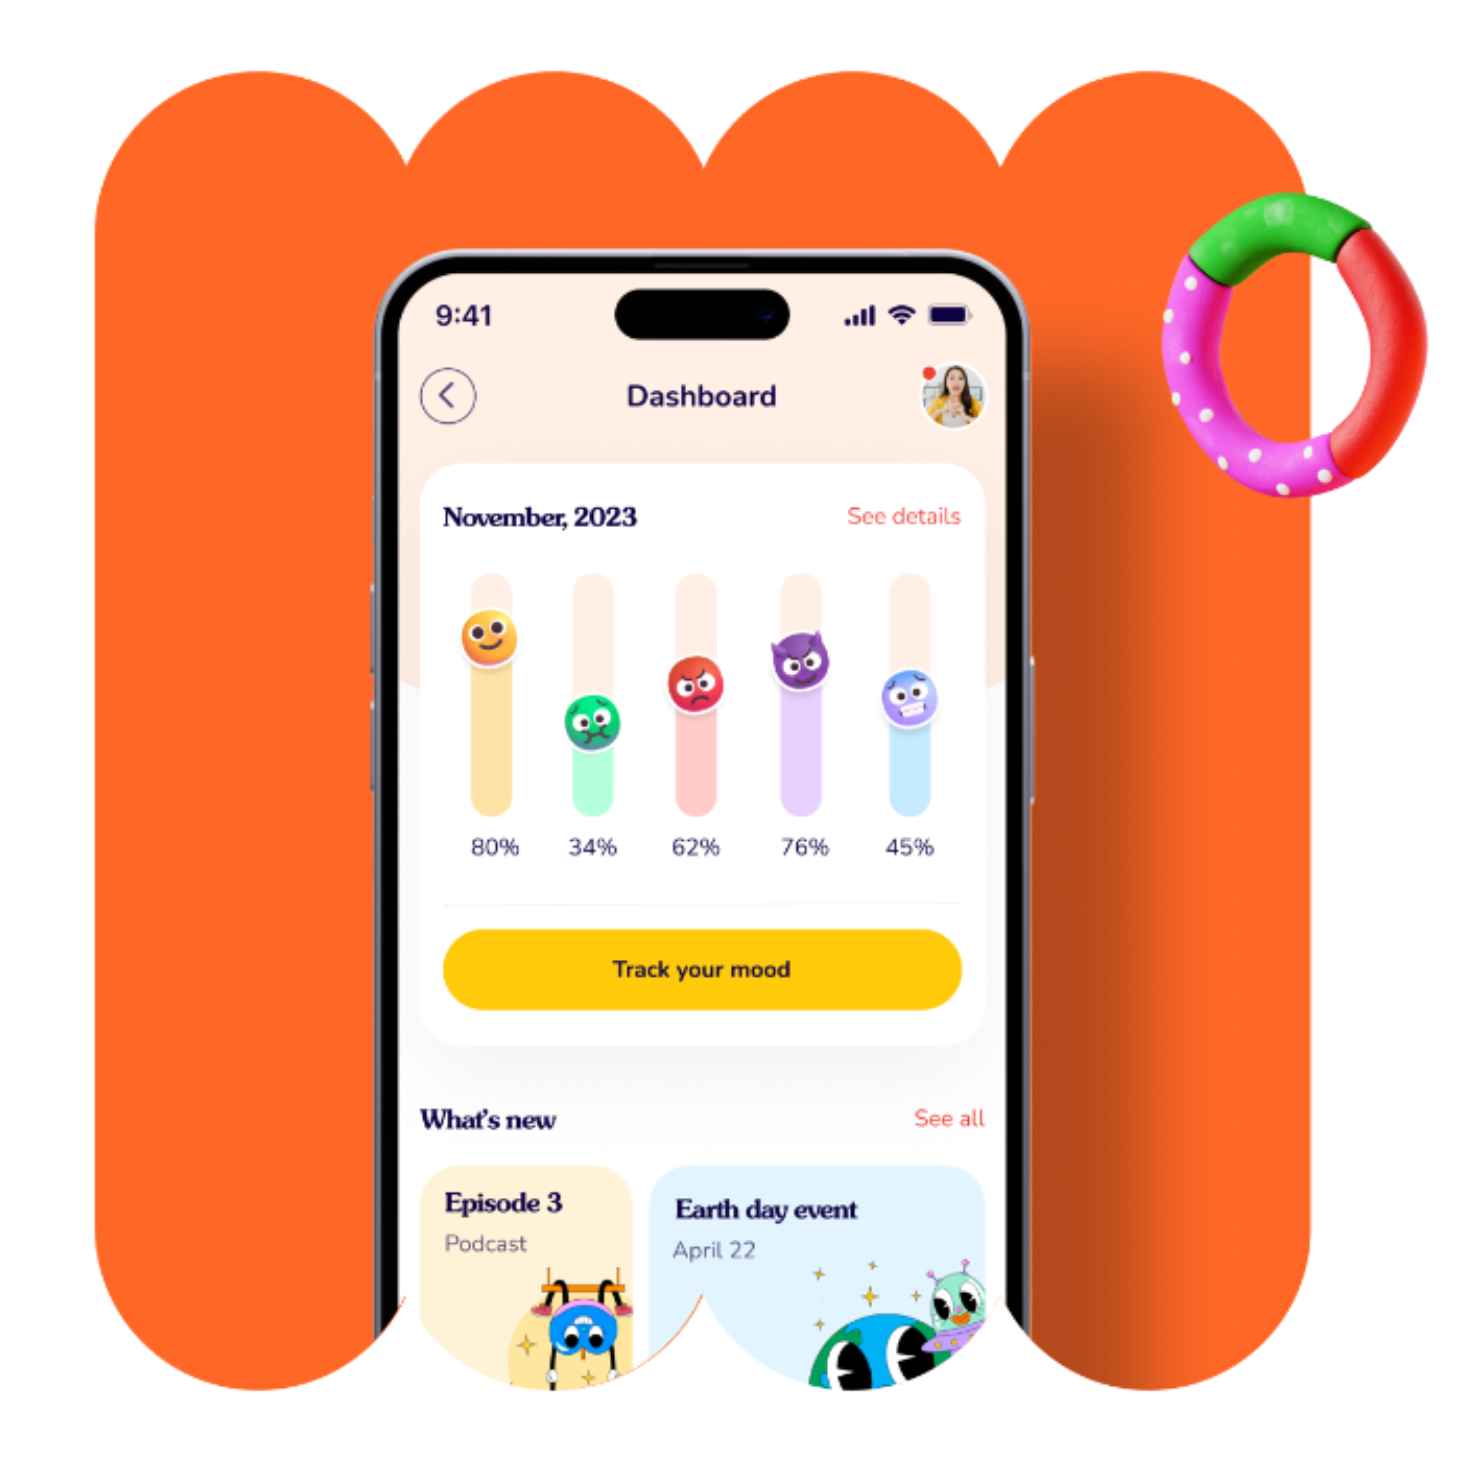 9:41
Dashboard
November, 2023 See details
80% 34% 62% 76% 45%
Track your mood
What's new See all
Episode 3
Podcast
Earth day event
April 22